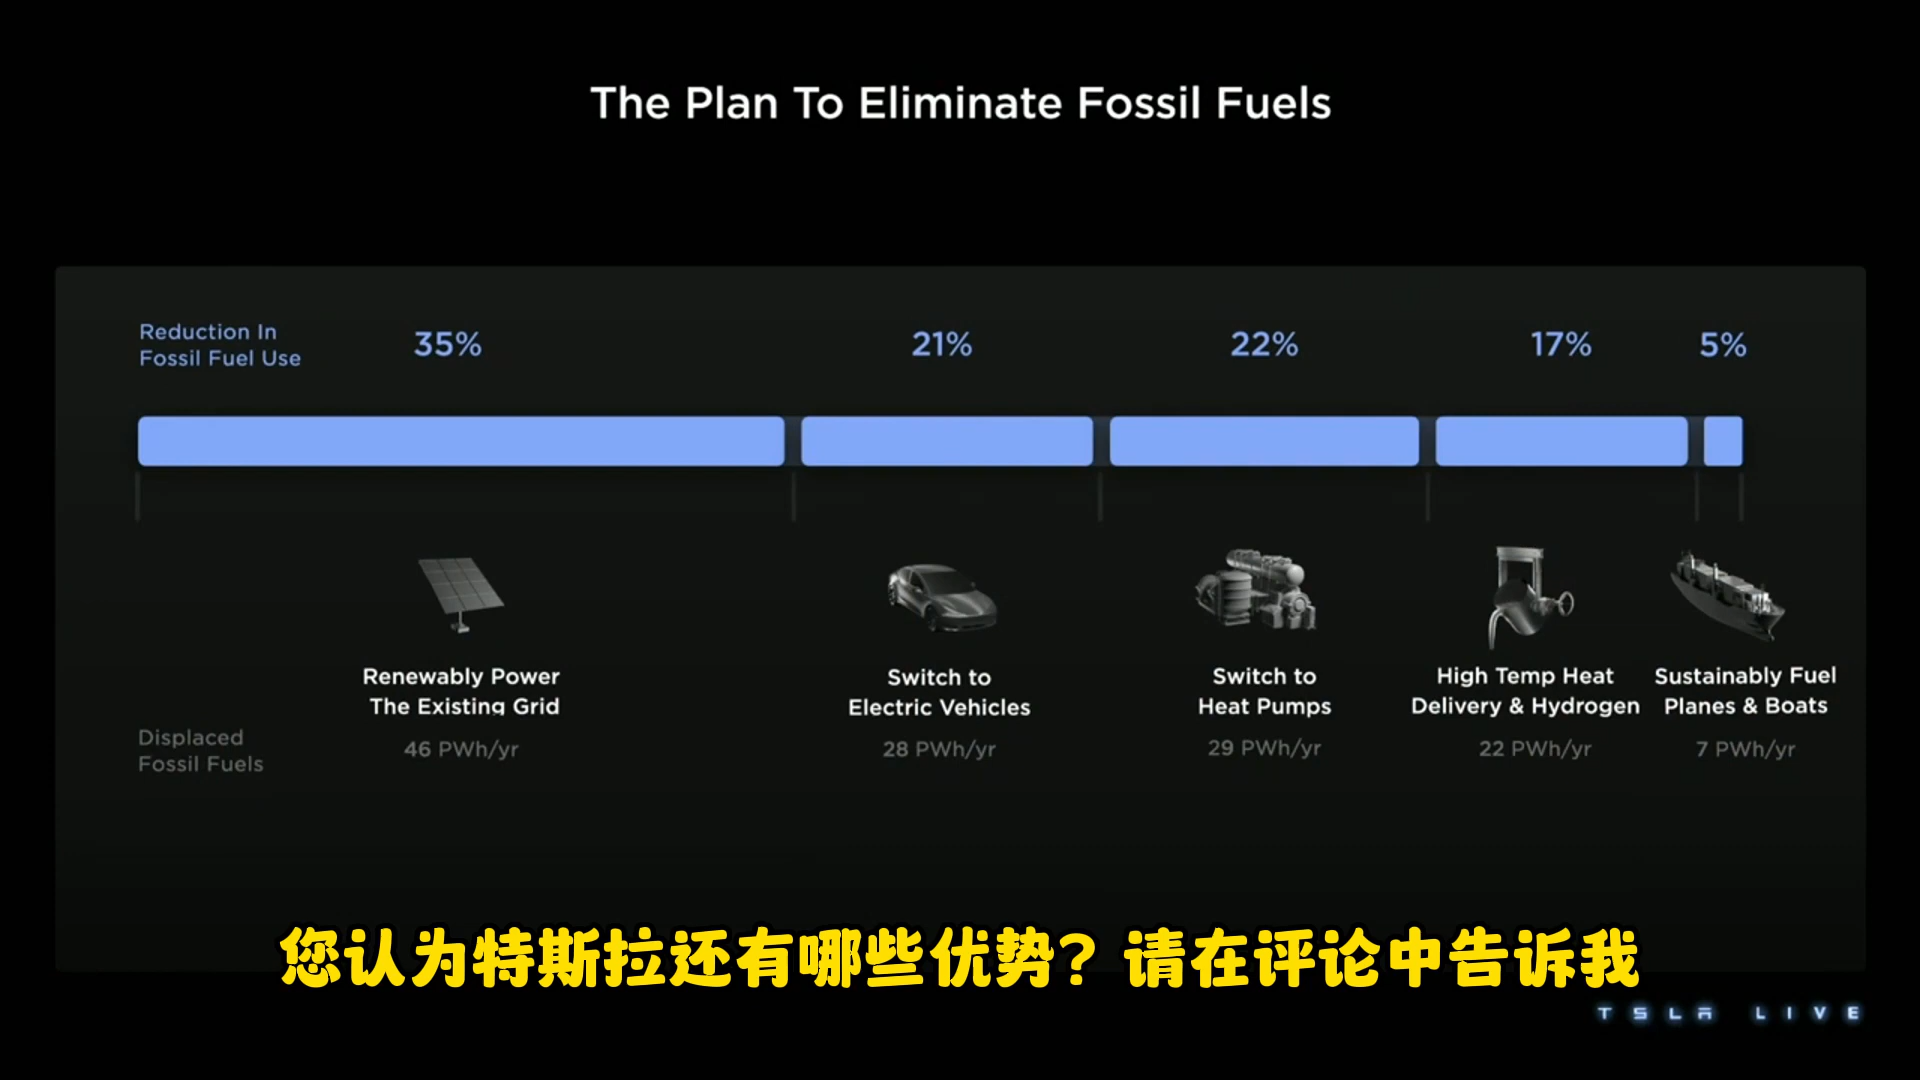 The Plan To Eliminate Fossil Fuels
Reduction In
Fossil Fuel Use
35%
21%
22%
17%
5%
Renewably Power
The Existing Grid
46 PWh/yr
Switch to
Electric Vehicles
28 PWh/yr
Switch to
Heat Pumps
29 PWh/yr
High Temp Heat
Delivery & Hydrogen
22 PWh/yr
Sustainably Fuel
Planes & Boats
7 PWh/yr
Displaced
Fossil Fuels
您认为特斯拉还有哪些优势？请在评论中告诉我
TSLA LIVE